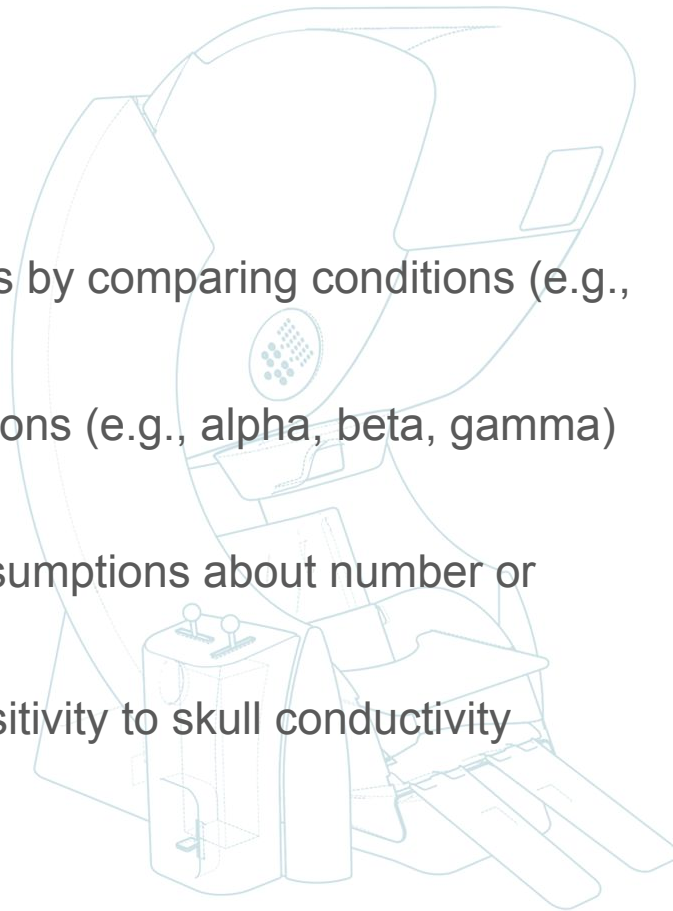 s by comparing conditions (e.g.,
ons (e.g., alpha, beta, gamma)
sumptions about number or
sitivity to skull conductivity